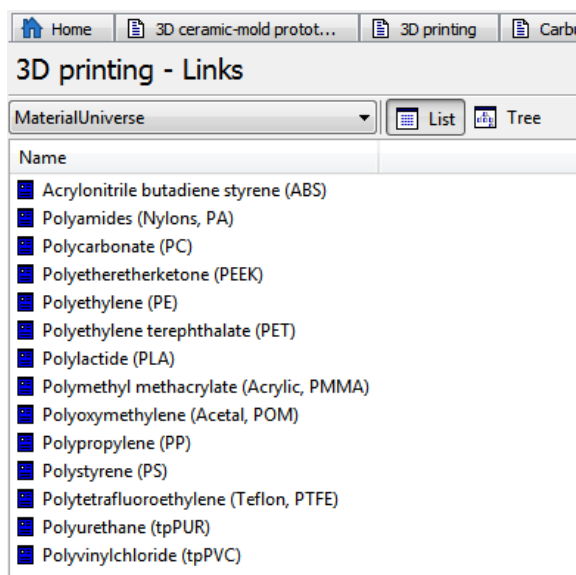 Home 3D ceramic-mold protot... 3D printing Carb
3D printing - Links
MaterialUniverse List Tree
Name
Acrylonitrile butadiene styrene (ABS)
Polyamides (Nylons, PA)
Polycarbonate (PC)
Polyetheretherketone (PEEK)
Polyethylene (PE)
Polyethylene terephthalate (PET)
Polylactide (PLA)
Polymethyl methacrylate (Acrylic, PMMA)
Polyoxymethylene (Acetal, POM)
Polypropylene (PP)
Polystyrene (PS)
Polytetrafluoroethylene (Teflon, PTFE)
Polyurethane (tpPUR)
Polyvinylchloride (tpPVC)